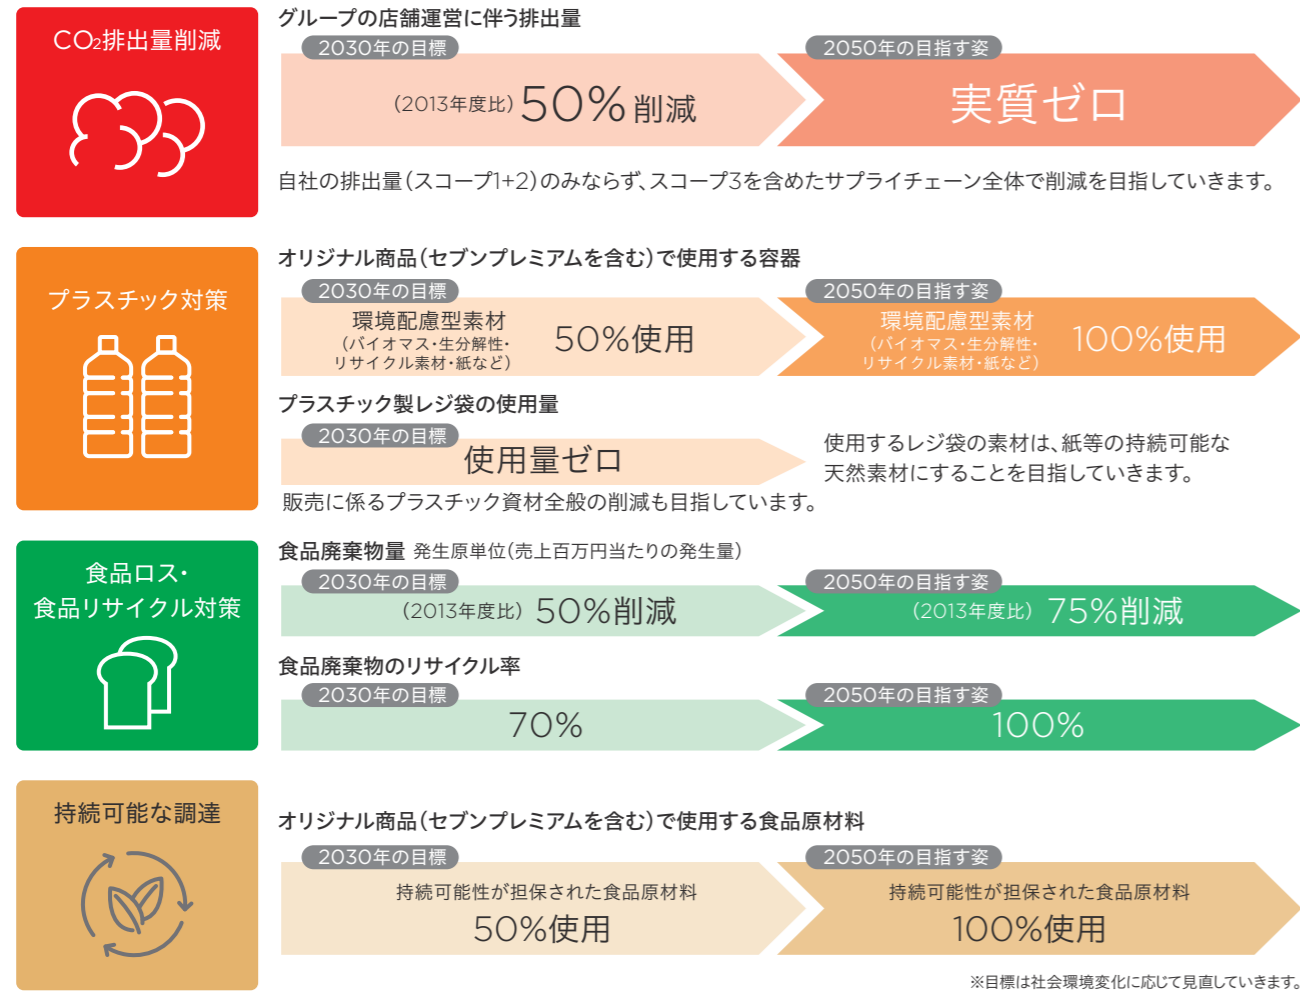 CO₂排出量削減
グループの店舗運営に伴う排出量
2030年の目標
（2013年度比）50%削減
2050年の目指す姿
実質ゼロ
自社の排出量（スコープ1+2）のみならず、スコープ3を含めたサプライチェーン全体で削減を目指していきます。
プラスチック対策
オリジナル商品（セブンプレミアムを含む）で使用する容器
2030年の目標
環境配慮型素材
（バイオマス・生分解性・
リサイクル素材・紙など）
50%使用
2050年の目指す姿
環境配慮型素材
（バイオマス・生分解性・
リサイクル素材・紙など）
100%使用
プラスチック製レジ袋の使用量
2030年の目標
使用量ゼロ
使用するレジ袋の素材は、紙等の持続可能な
天然素材にすることを目指していきます。
販売に係るプラスチック資材全般の削減も目指しています。
食品ロス・
食品リサイクル対策
食品廃棄物量 発生原単位（売上百万円当たりの発生量）
2030年の目標
（2013年度比）50%削減
2050年の目指す姿
（2013年度比）75%削減
食品廃棄物のリサイクル率
2030年の目標
70%
2050年の目指す姿
100%
持続可能な調達
オリジナル商品（セブンプレミアムを含む）で使用する食品原材料
2030年の目標
持続可能性が担保された食品原材料
50%使用
2050年の目指す姿
持続可能性が担保された食品原材料
100%使用
※目標は社会環境変化に応じて見直していきます。